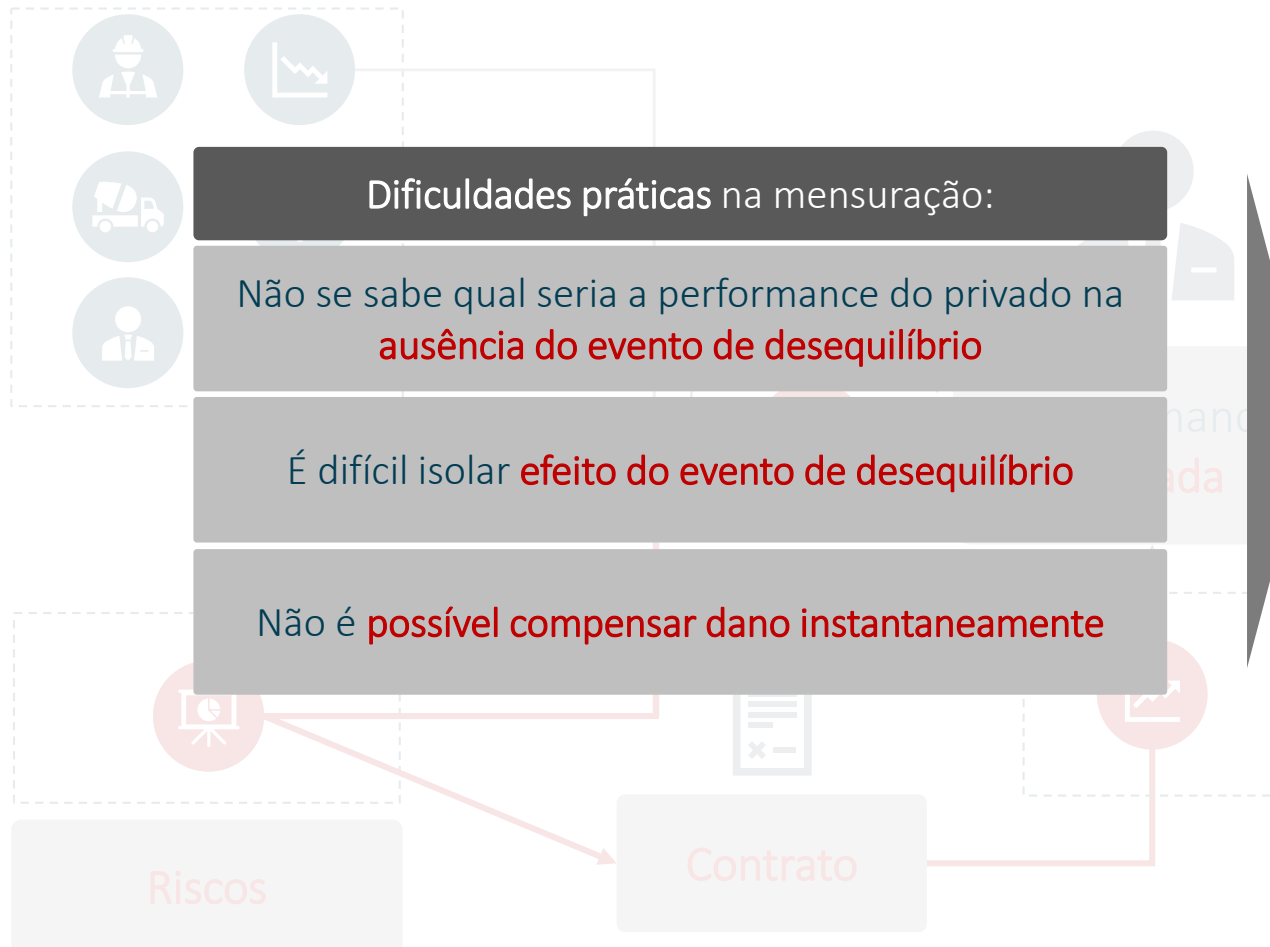 Dificuldades práticas na mensuração:
Não se sabe qual seria a performance do privado na
ausência do evento de desequilíbrio
É difícil isolar efeito do evento de desequilíbrio
Não é possível compensar dano instantaneamente
Riscos
Contrato